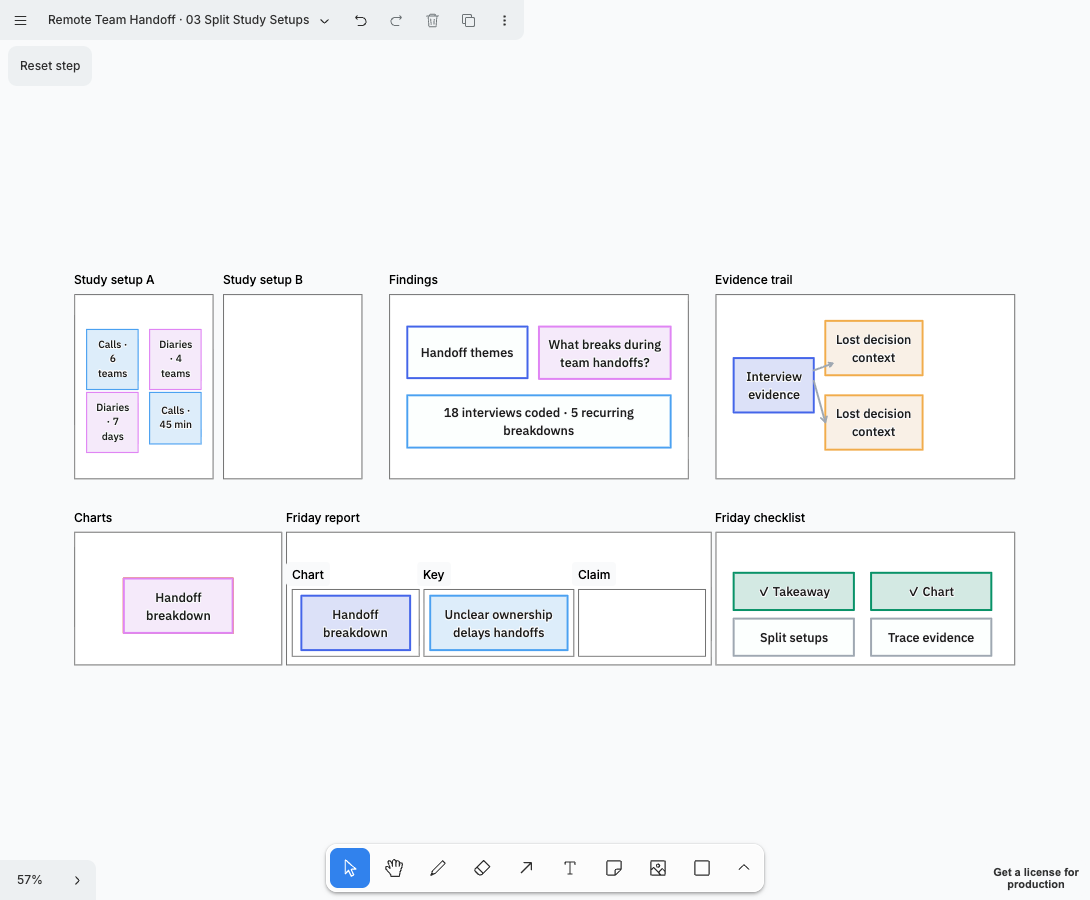 Remote Team Handoff · 03 Split Study Setups
Reset step
Study setup A
Study setup B
Findings
Evidence trail
Calls ·
6
teams
Diaries
· 4
teams
Diaries
· 7
days
Calls ·
45 min
Handoff themes
What breaks during
team handoffs?
18 interviews coded · 5 recurring
breakdowns
Interview
evidence
Lost decision
context
Lost decision
context
Charts
Friday report
Friday checklist
Handoff
breakdown
Chart
Key
Claim
Handoff
breakdown
Unclear ownership
delays handoffs
✓ Takeaway
✓ Chart
Split setups
Trace evidence
57%
Get a license for
production